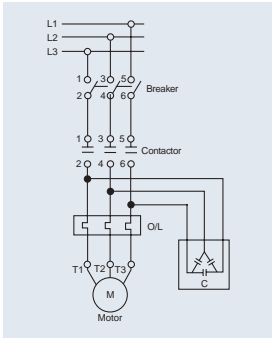 L1
L2
L3
1 3 5
2 4 6
Breaker
1 3 5
Contactor
2 4 6
O/L
T1 T2 T3
M
C
Motor